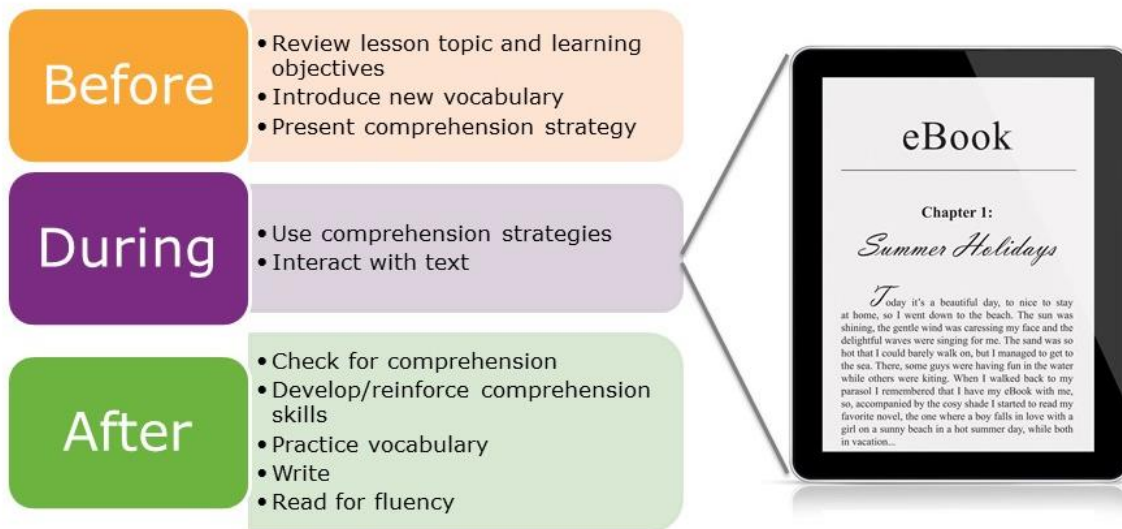 Before
• Review lesson topic and learning
objectives
• Introduce new vocabulary
• Present comprehension strategy
During
• Use comprehension strategies
• Interact with text
After
• Check for comprehension
• Develop/reinforce comprehension
skills
• Practice vocabulary
• Write
• Read for fluency
eBook
Chapter 1:
Summer Holidays
Today it's a beautiful day, to nice to stay
at home, so I went down to the beach. The sun was
shining, the gentle wind was caressing my face and the
delightful waves were singing for me. The sand was so
hot that I could barely walk on, but I managed to get to
the sea. There, some guys were having fun in the water
while others were kiting. When I walked back to my
parasol I remembered that I have my eBook with me,
so, accompanied by the cosy shade I started to read my
favorite novel, the one where a boy falls in love with a
girl on a sunny beach in a hot summer day, while both
in vacation...